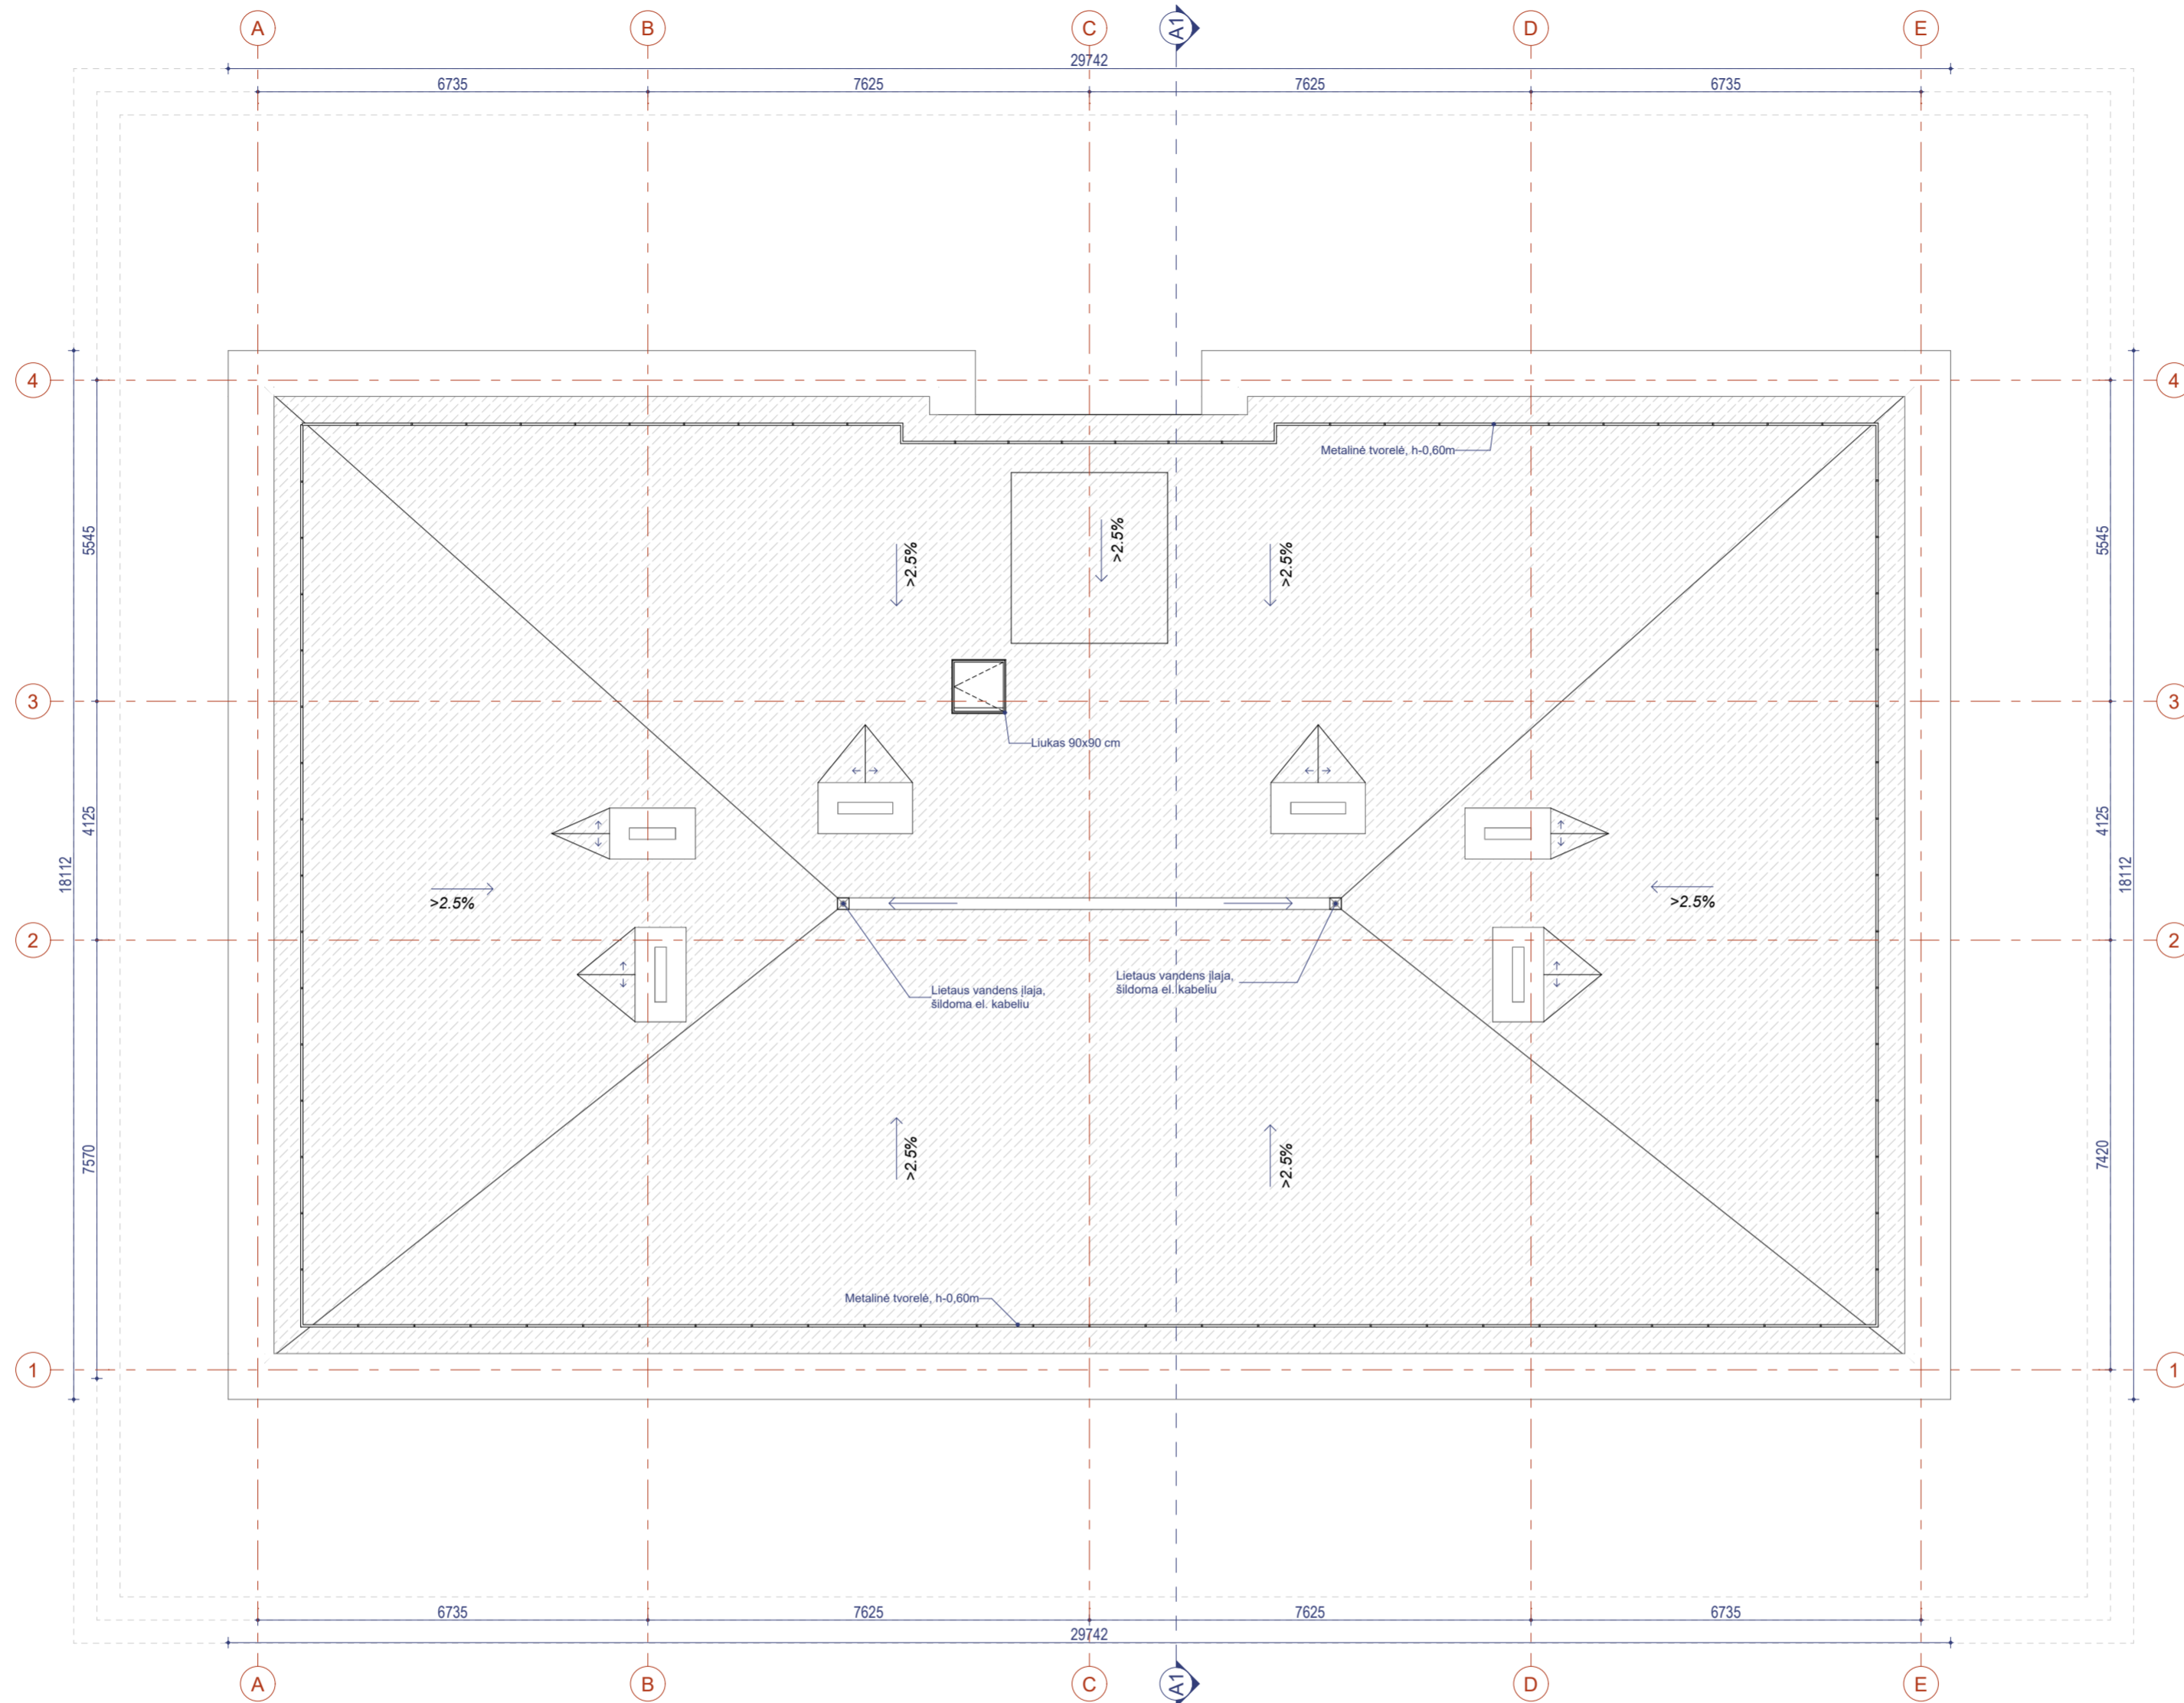 A B C A1 D E
29742
6735 7625 7625 6735
4 4
Metalinė tvorelė, h-0,60m
5545 >2.5% >2.5% >2.5% 5545
3 3
Liukas 90x90 cm
4125 4125
18112 18112
>2.5% >2.5%
2 2
Lietaus vandens įlaja,
šildoma el. kabeliu
Lietaus vandens įlaja,
šildoma el. kabeliu
7570 >2.5% >2.5% 7420
Metalinė tvorelė, h-0,60m
1 1
6735 7625 7625 6735
29742
A B C A1 D E